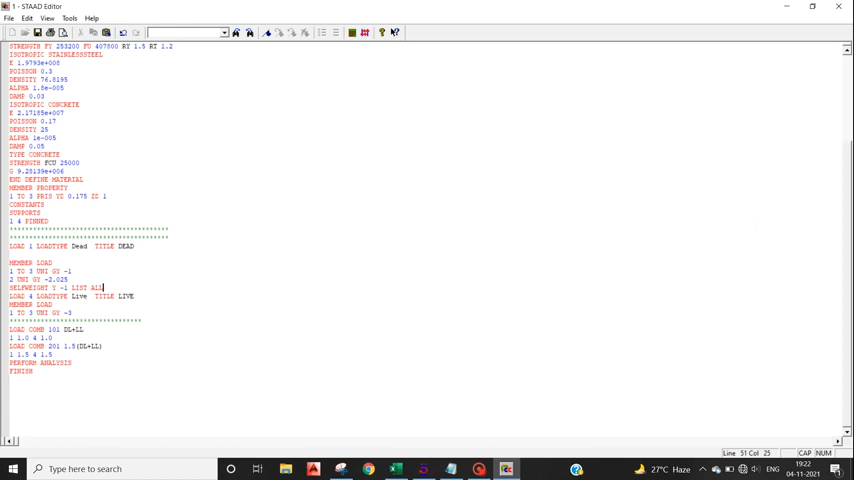 1 - STAAD Editor
File Edit View Tools Help
STRENGTH FY 253200 FU 407800 RY 1.5 RT 1.2
ISOTROPIC STAINLESSSTEEL
E 1.9793e+008
POISSON 0.3
DENSITY 76.8195
ALPHA 1.8e-005
DAMP 0.03
ISOTROPIC CONCRETE
E 2.17185e+007
POISSON 0.17
DENSITY 25
ALPHA 1e-005
DAMP 0.05
TYPE CONCRETE
STRENGTH FCU 25000
G 9.28139e+006
END DEFINE MATERIAL
MEMBER PROPERTY
1 TO 3 PRIS YD 0.175 ZD 1
CONSTANTS
SUPPORTS
1 4 PINNED
*****************************************
*****************************************
LOAD 1 LOADTYPE Dead  TITLE DEAD
MEMBER LOAD
1 TO 3 UNI GY -1
2 UNI GY -2.025
SELFWEIGHT Y -1 LIST ALL
LOAD 4 LOADTYPE Live  TITLE LIVE
MEMBER LOAD
1 TO 3 UNI GY -3
**********************************
LOAD COMB 101 DL+LL
1 1.0 4 1.0
LOAD COMB 201 1.5(DL+LL)
1 1.5 4 1.5
PERFORM ANALYSIS
FINISH
Line 51 Col 25 CAP NUM
Type here to search
27°C Haze
ENG
19:22
04-11-2021